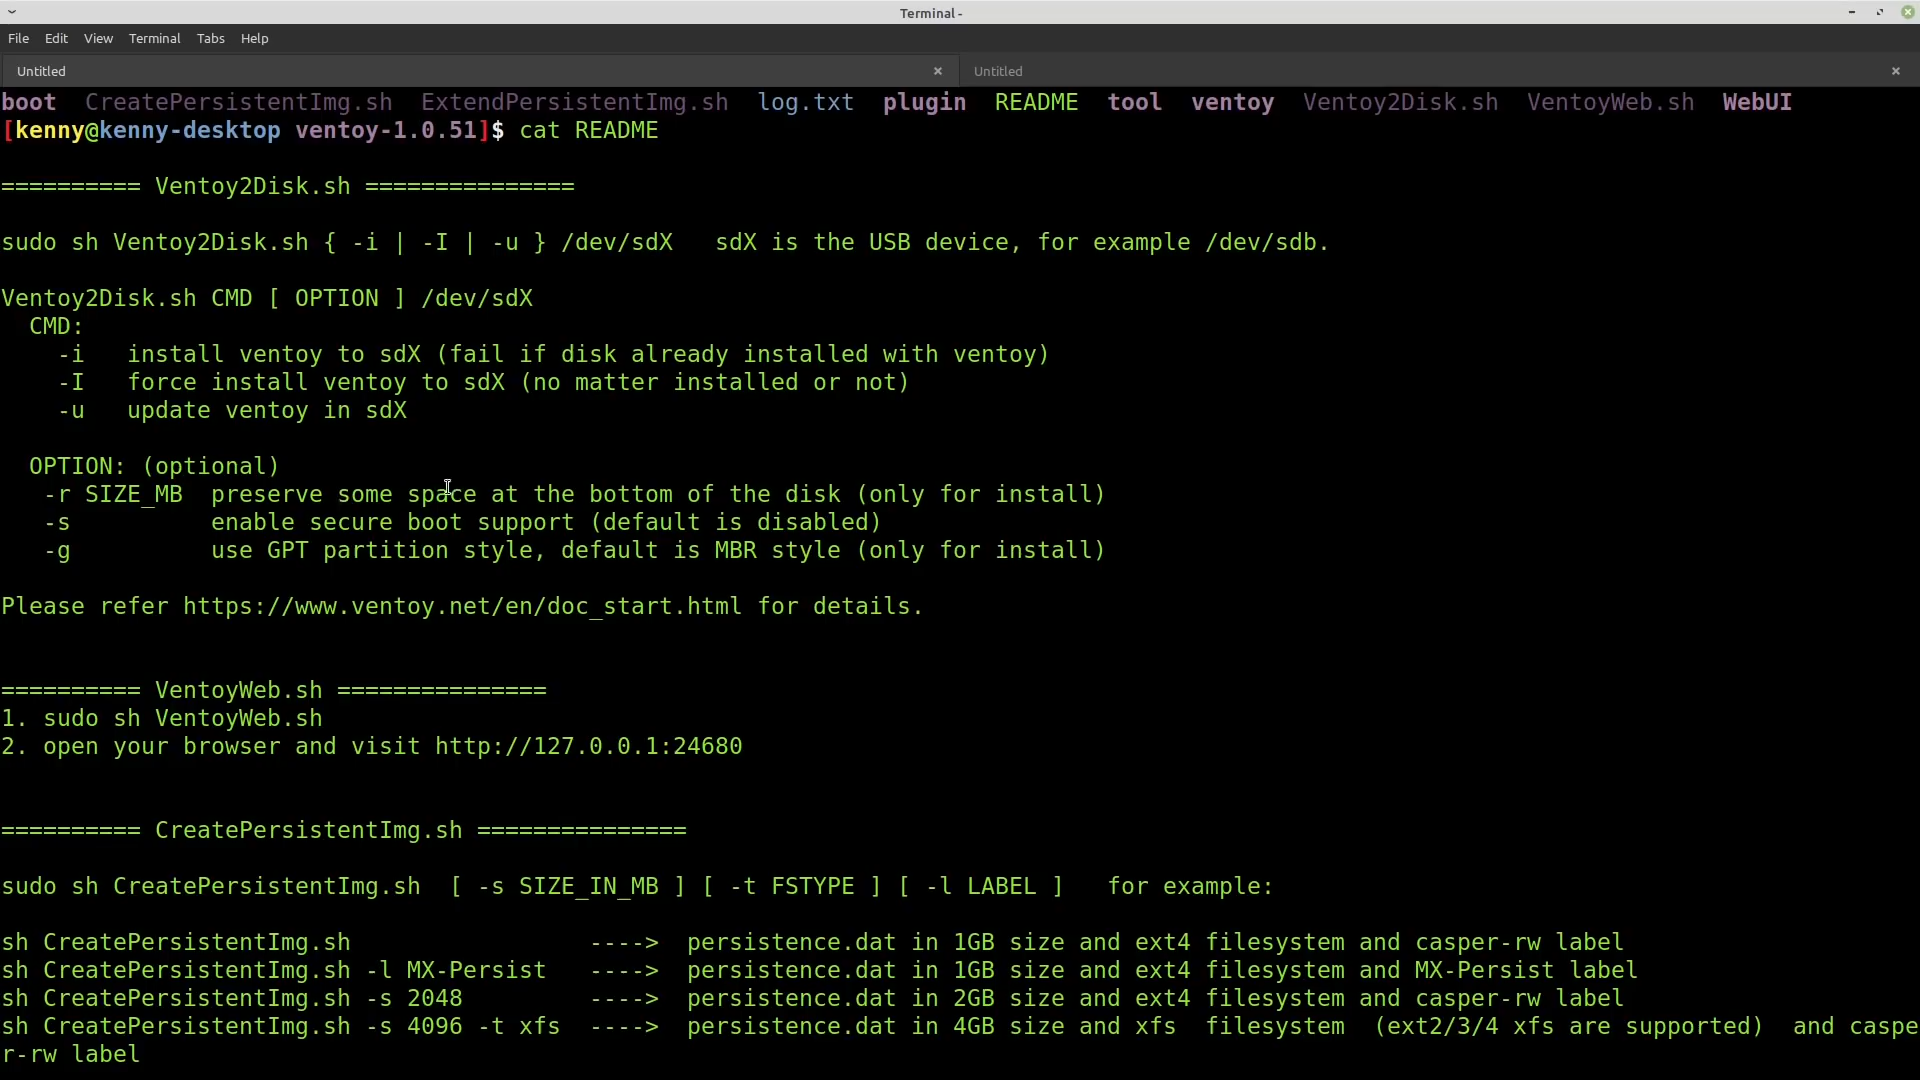 Terminal -
File Edit View Terminal Tabs Help
Untitled Untitled
boot CreatePersistentImg.sh ExtendPersistentImg.sh log.txt plugin README tool ventoy Ventoy2Disk.sh VentoyWeb.sh WebUI
[kenny@kenny-desktop ventoy-1.0.51]$ cat README
========== Ventoy2Disk.sh ===============
sudo sh Ventoy2Disk.sh { -i | -I | -u } /dev/sdX   sdX is the USB device, for example /dev/sdb.
Ventoy2Disk.sh CMD [ OPTION ] /dev/sdX
  CMD:
    -i   install ventoy to sdX (fail if disk already installed with ventoy)
    -I   force install ventoy to sdX (no matter installed or not)
    -u   update ventoy in sdX
  OPTION: (optional)
   -r SIZE_MB  preserve some space at the bottom of the disk (only for install)
   -s          enable secure boot support (default is disabled)
   -g          use GPT partition style, default is MBR style (only for install)
Please refer https://www.ventoy.net/en/doc_start.html for details.
========== VentoyWeb.sh ===============
1. sudo sh VentoyWeb.sh
2. open your browser and visit http://127.0.0.1:24680
========== CreatePersistentImg.sh ===============
sudo sh CreatePersistentImg.sh  [ -s SIZE_IN_MB ] [ -t FSTYPE ] [ -l LABEL ]   for example:
sh CreatePersistentImg.sh                 ---->  persistence.dat in 1GB size and ext4 filesystem and casper-rw label
sh CreatePersistentImg.sh -l MX-Persist   ---->  persistence.dat in 1GB size and ext4 filesystem and MX-Persist label
sh CreatePersistentImg.sh -s 2048         ---->  persistence.dat in 2GB size and ext4 filesystem and casper-rw label
sh CreatePersistentImg.sh -s 4096 -t xfs  ---->  persistence.dat in 4GB size and xfs  filesystem  (ext2/3/4 xfs are supported)  and caspe
r-rw label